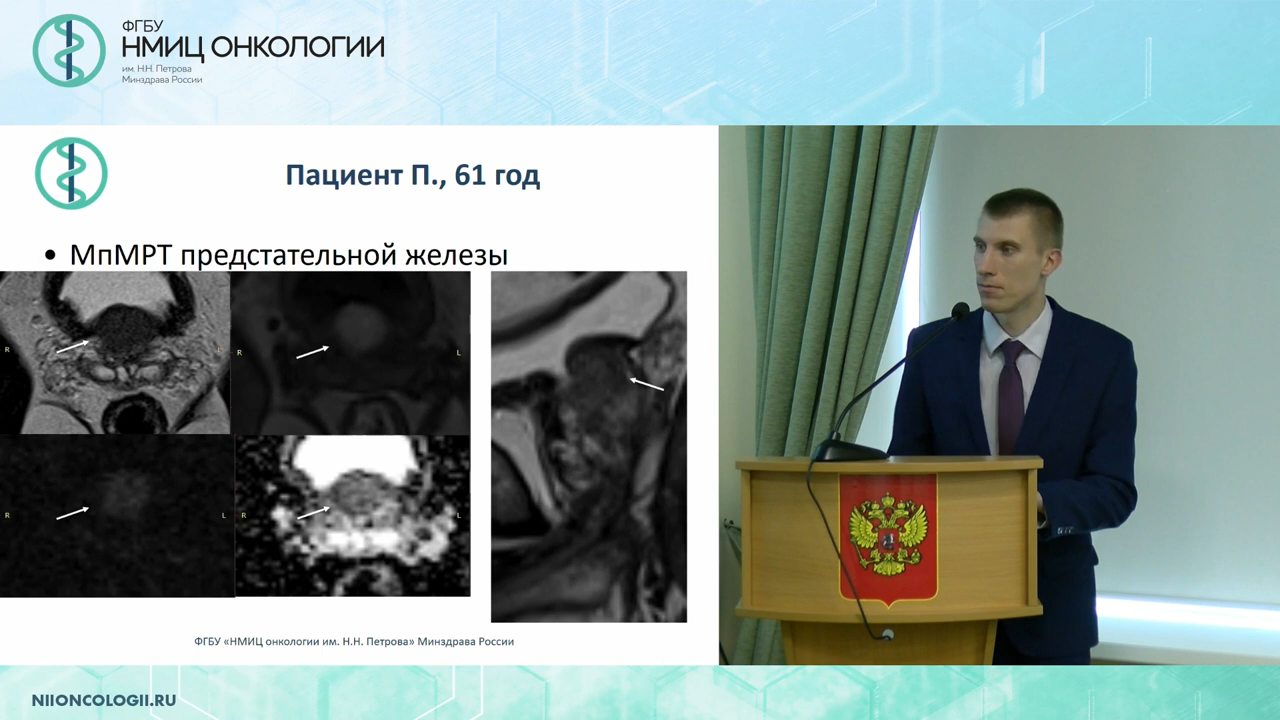 ФГБУ
НМИЦ ОНКОЛОГИИ
им. Н.Н. Петрова
Минздрава России
Пациент П., 61 год
• МпМРТ предстательной железы
R
L
R
L
R
L
R
L
ФГБУ «НМИЦ онкологии им. Н.Н. Петрова» Минздрава России
NIIONCOLOGII.RU